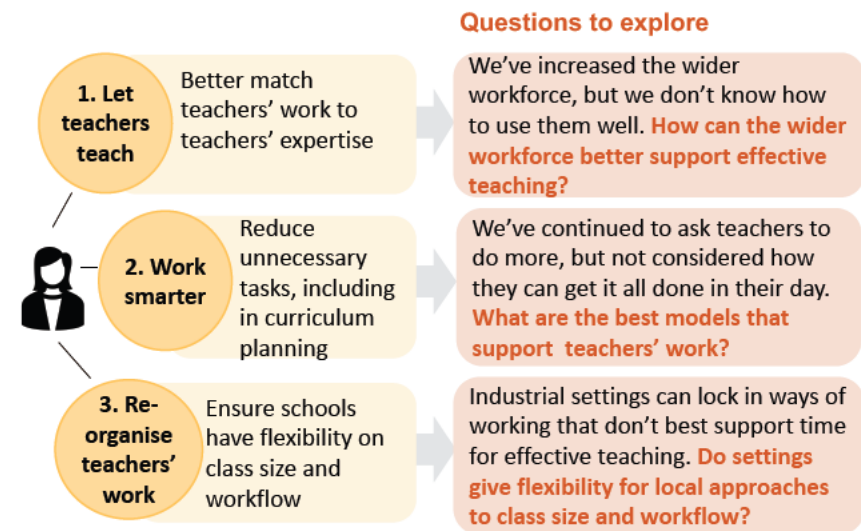 Questions to explore
1. Let
teachers
teach
Better match
teachers’ work to
teachers’ expertise
We’ve increased the wider
workforce, but we don’t know how
to use them well. How can the wider
workforce better support effective
teaching?
2. Work
smarter
Reduce
unnecessary
tasks, including
in curriculum
planning
We’ve continued to ask teachers to
do more, but not considered how
they can get it all done in their day.
What are the best models that
support teachers’ work?
3. Re-
organise
teachers’
work
Ensure schools
have flexibility on
class size and
workflow
Industrial settings can lock in ways of
working that don’t best support time
for effective teaching. Do settings
give flexibility for local approaches
to class size and workflow?